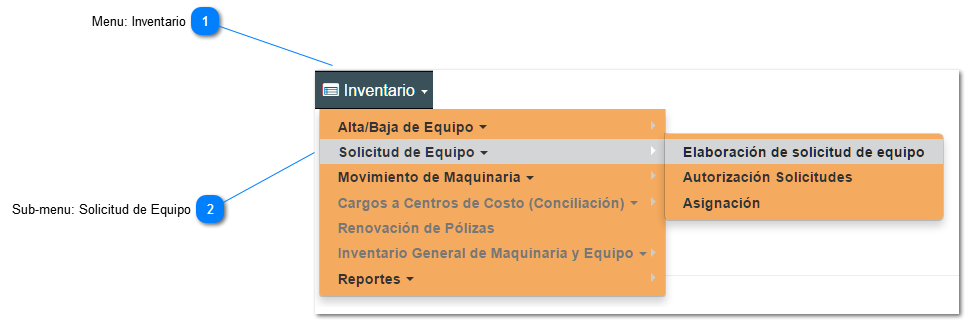 Menu: Inventario 1
Inventario
Alta/Baja de Equipo
Solicitud de Equipo
Elaboración de solicitud de equipo
Movimiento de Maquinaria
Autorización Solicitudes
Sub-menu: Solicitud de Equipo 2
Cargos a Centros de Costo (Conciliación)
Asignación
Renovación de Pólizas
Inventario General de Maquinaria y Equipo
Reportes